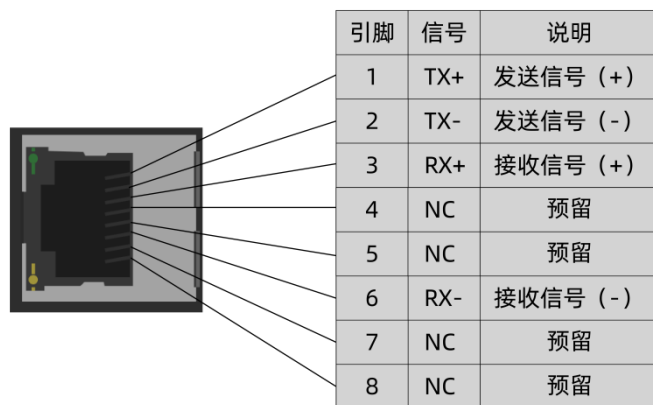 引脚 信号 说明
1 TX+ 发送信号（+）
2 TX- 发送信号（-）
3 RX+ 接收信号（+）
4 NC 预留
5 NC 预留
6 RX- 接收信号（-）
7 NC 预留
8 NC 预留